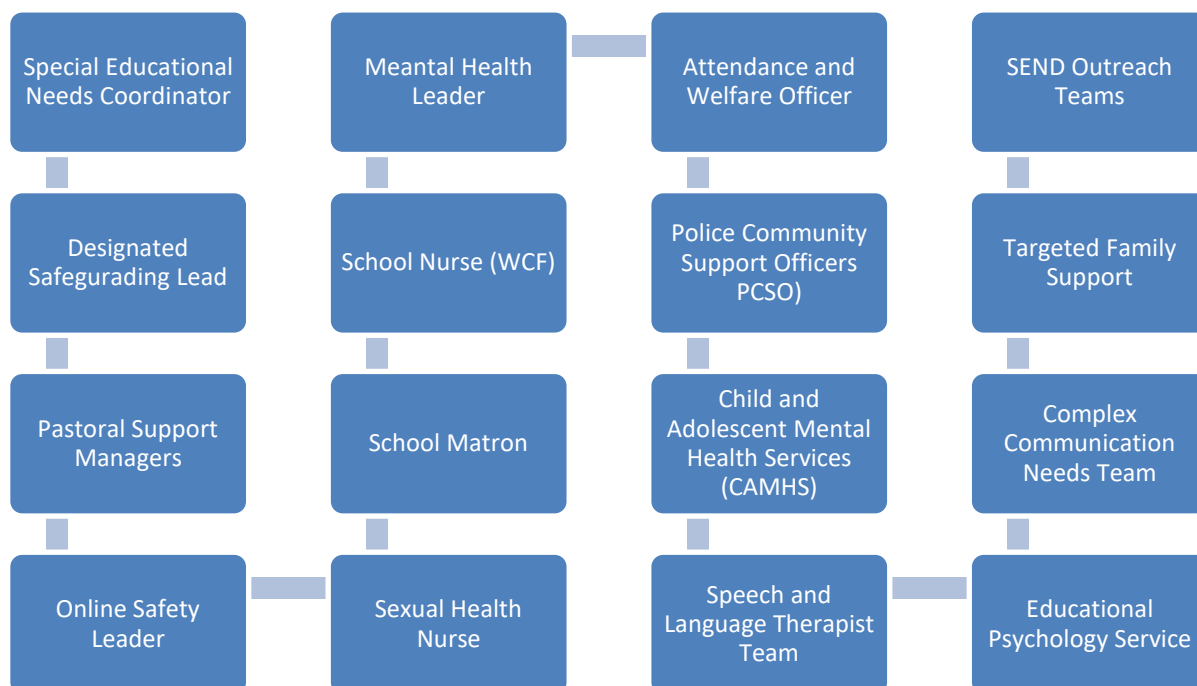 Special Educational
Needs Coordinator
Designated
Safegurading Lead
Pastoral Support
Managers
Online Safety
Leader
Sexual Health
Nurse
School Matron
School Nurse (WCF)
Meantal Health
Leader
Attendance and
Welfare Officer
Police Community
Support Officers
PCSO)
Child and
Adolescent Mental
Health Services
(CAMHS)
Speech and
Language Therapist
Team
Educational
Psychology Service
Complex
Communication
Needs Team
Targeted Family
Support
SEND Outreach
Teams